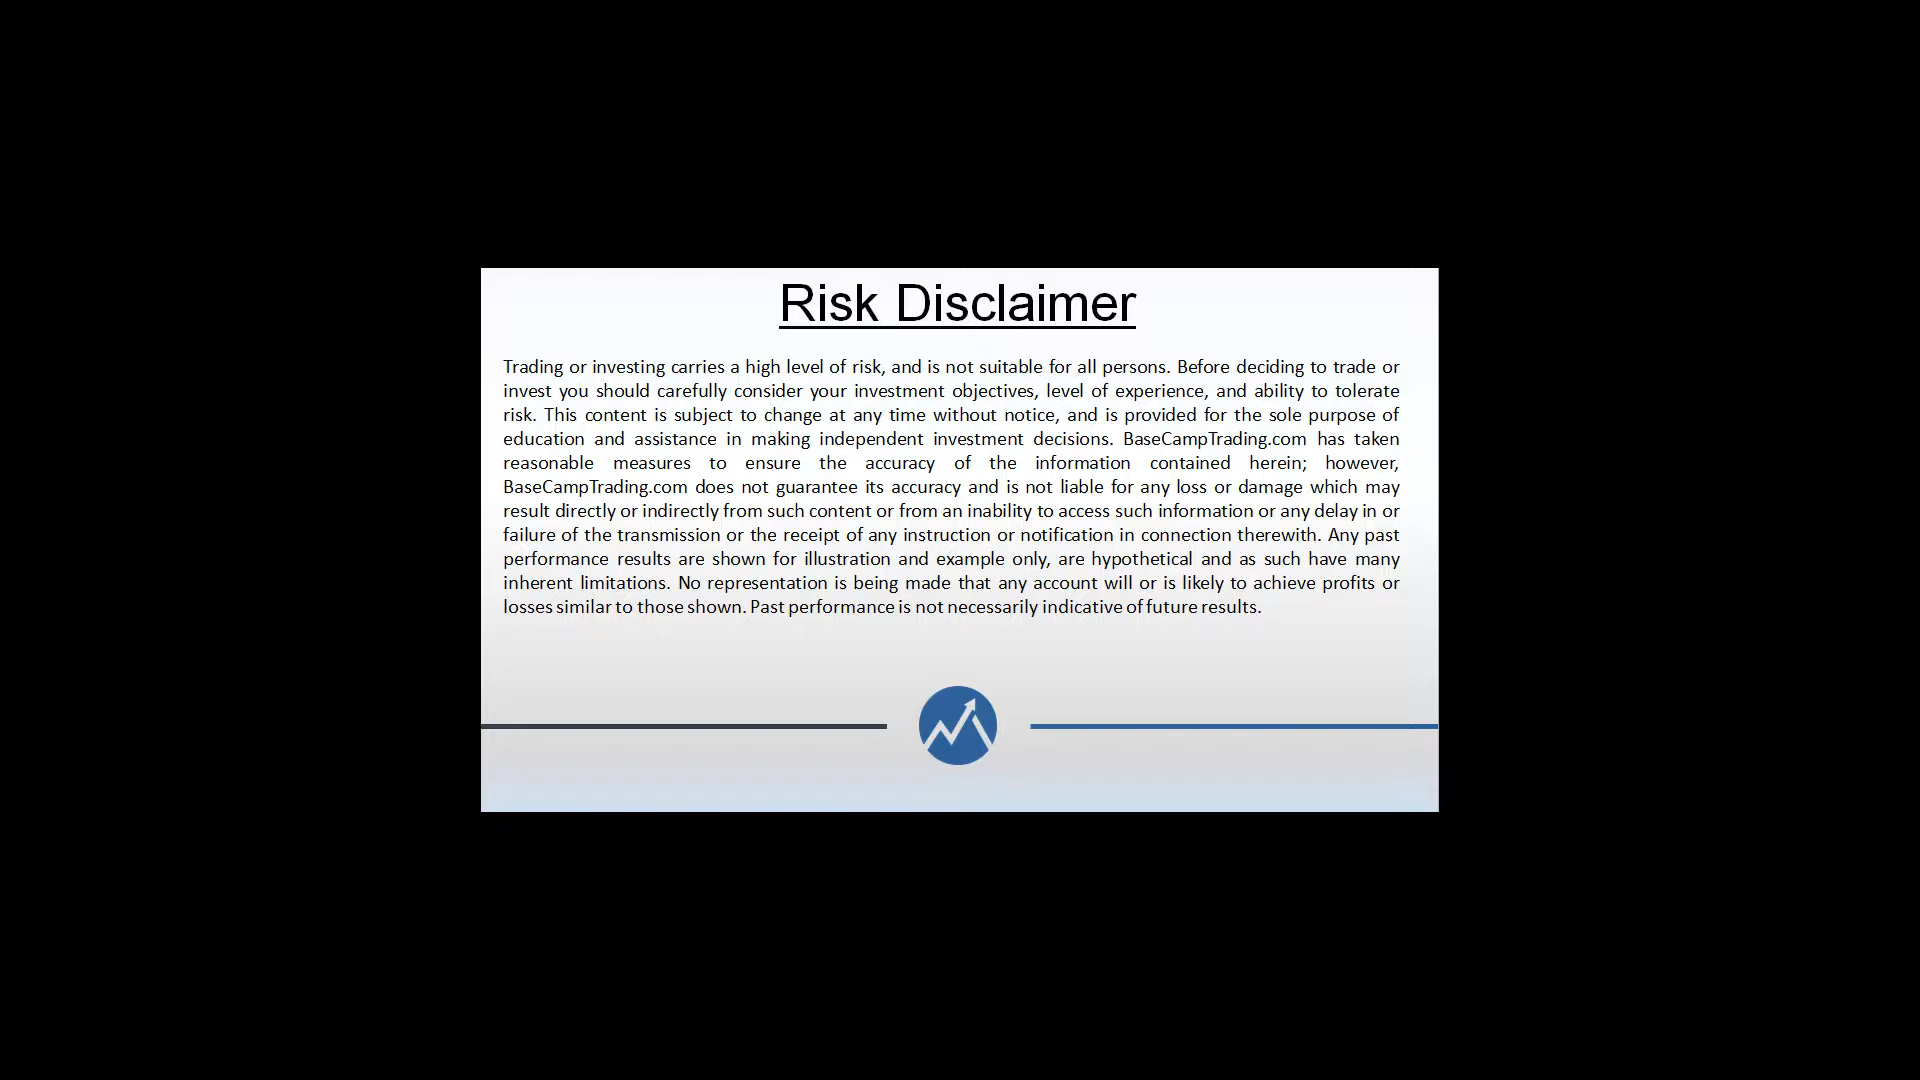 Risk Disclaimer
Trading or investing carries a high level of risk, and is not suitable for all persons. Before deciding to trade or
invest you should carefully consider your investment objectives, level of experience, and ability to tolerate
risk. This content is subject to change at any time without notice, and is provided for the sole purpose of
education and assistance in making independent investment decisions. BaseCampTrading.com has taken
reasonable measures to ensure the accuracy of the information contained herein; however,
BaseCampTrading.com does not guarantee its accuracy and is not liable for any loss or damage which may
result directly or indirectly from such content or from an inability to access such information or any delay in or
failure of the transmission or the receipt of any instruction or notification in connection therewith. Any past
performance results are shown for illustration and example only, are hypothetical and as such have many
inherent limitations. No representation is being made that any account will or is likely to achieve profits or
losses similar to those shown. Past performance is not necessarily indicative of future results.